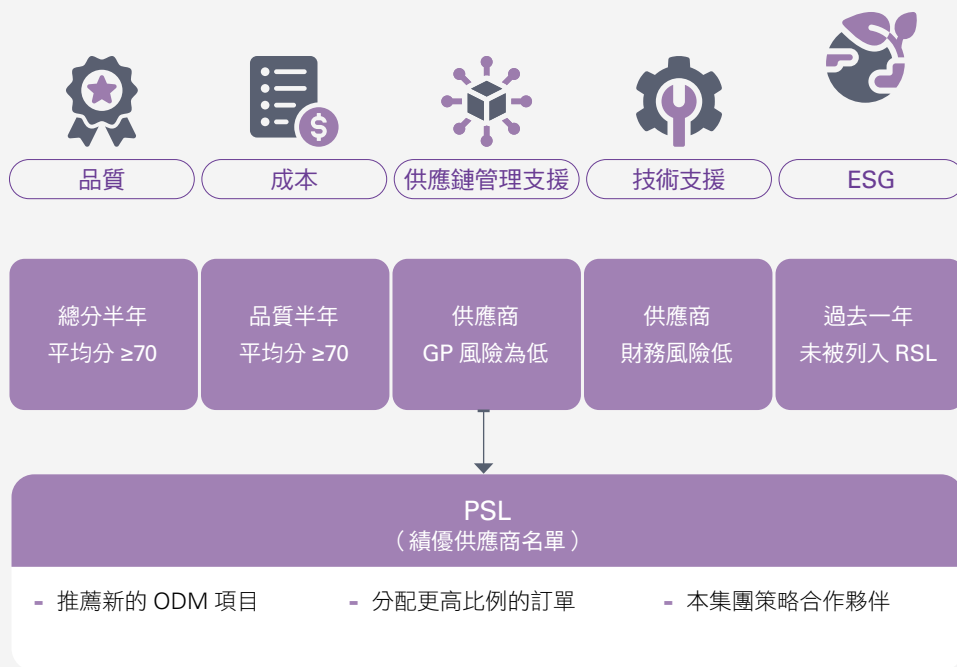 品質
成本
供應鏈管理支援
技術支援
ESG
總分半年
平均分 ≥70
品質半年
平均分 ≥70
供應商
GP 風險為低
供應商
財務風險低
過去一年
未被列入 RSL
PSL
（績優供應商名單）
- 推薦新的 ODM 項目
- 分配更高比例的訂單
- 本集團策略合作夥伴